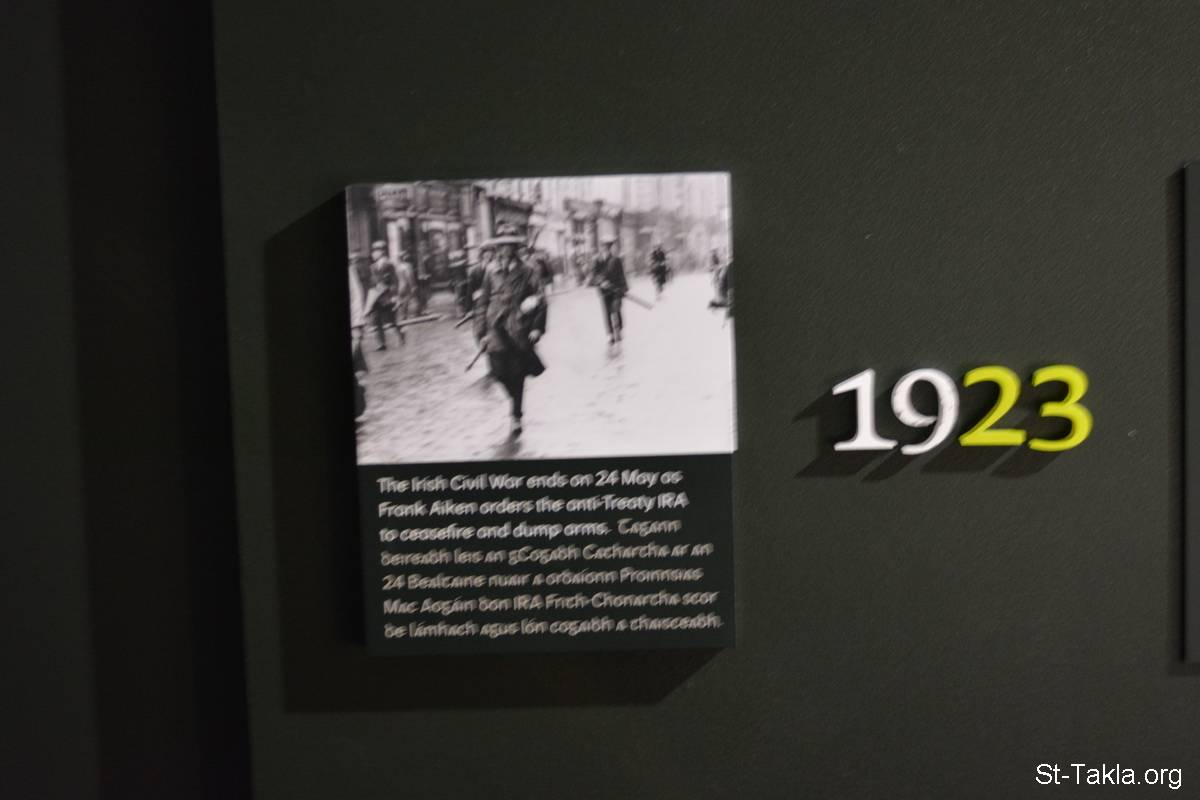 The Irish Civil War ends on 24 May as
Frank Aiken orders the anti-Treaty IRA
to ceasefire and dump arms. Tagann
deireadh leis an gCogadh Cathartha ar an
24 Bealtaine nuair a ordaíonn Proinnsias
Mac Aogáin don IRA Frith-Chonartha scor
de lámhach agus lón cogaidh a chaitheadh.
1923
St-Takla.org